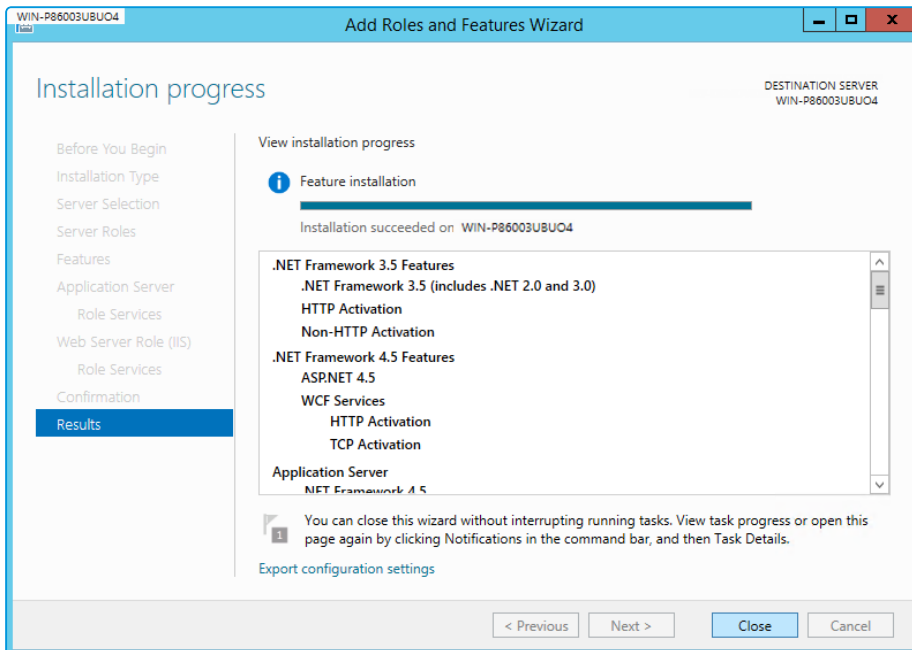 WIN-P86003UBUO4
Add Roles and Features Wizard
Installation progress
DESTINATION SERVER
WIN-P86003UBUO4
Before You Begin
Installation Type
Server Selection
Server Roles
Features
Application Server
Role Services
Web Server Role (IIS)
Role Services
Confirmation
Results
View installation progress
Feature installation
Installation succeeded on WIN-P86003UBUO4
.NET Framework 3.5 Features
.NET Framework 3.5 (includes .NET 2.0 and 3.0)
HTTP Activation
Non-HTTP Activation
.NET Framework 4.5 Features
ASP.NET 4.5
WCF Services
HTTP Activation
TCP Activation
Application Server
.NET Framework 4.5
1
You can close this wizard without interrupting running tasks. View task progress or open this
page again by clicking Notifications in the command bar, and then Task Details.
Export configuration settings
< Previous
Next >
Close
Cancel